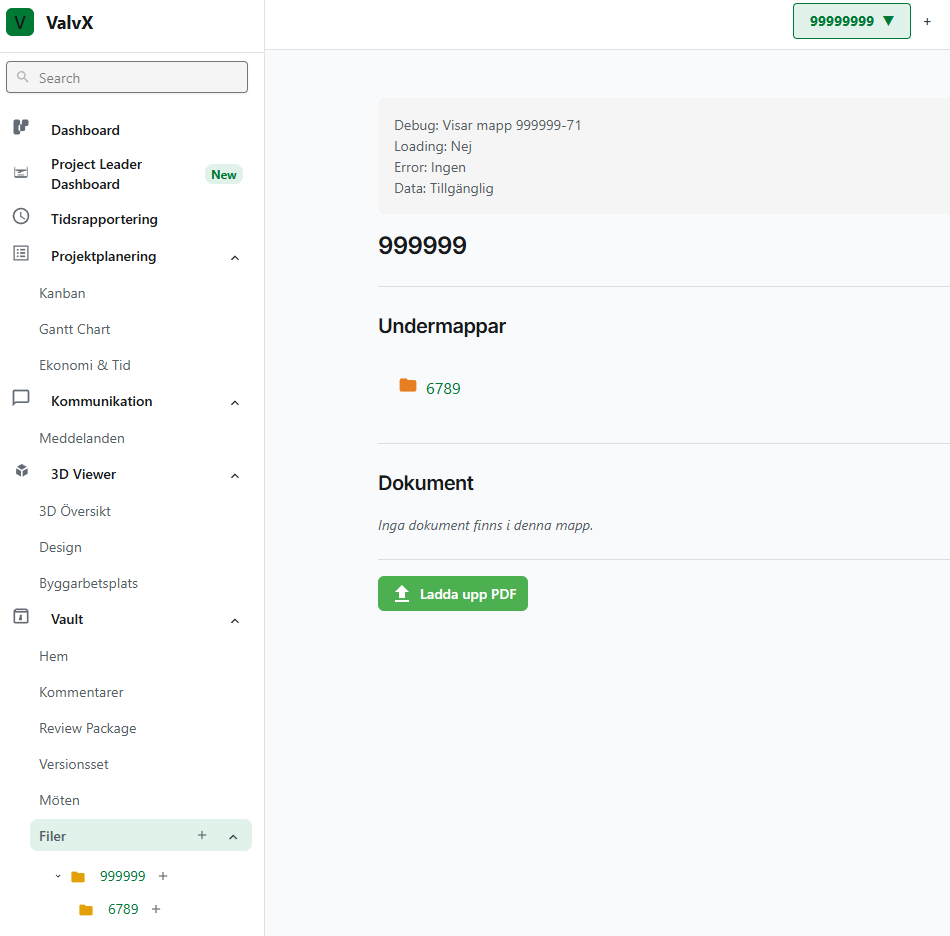 V ValvX
99999999 ▼ +
Search
Dashboard
Project Leader
Dashboard
New
Tidsrapportering
Projektplanering
Kanban
Gantt Chart
Ekonomi & Tid
Kommunikation
Meddelanden
3D Viewer
3D Översikt
Design
Byggarbetsplats
Vault
Hem
Kommentarer
Review Package
Versionsset
Möten
Filer +
999999 +
6789 +
Debug: Visar mapp 999999-71
Loading: Nej
Error: Ingen
Data: Tillgänglig
999999
Undermappar
6789
Dokument
Inga dokument finns i denna mapp.
Ladda upp PDF